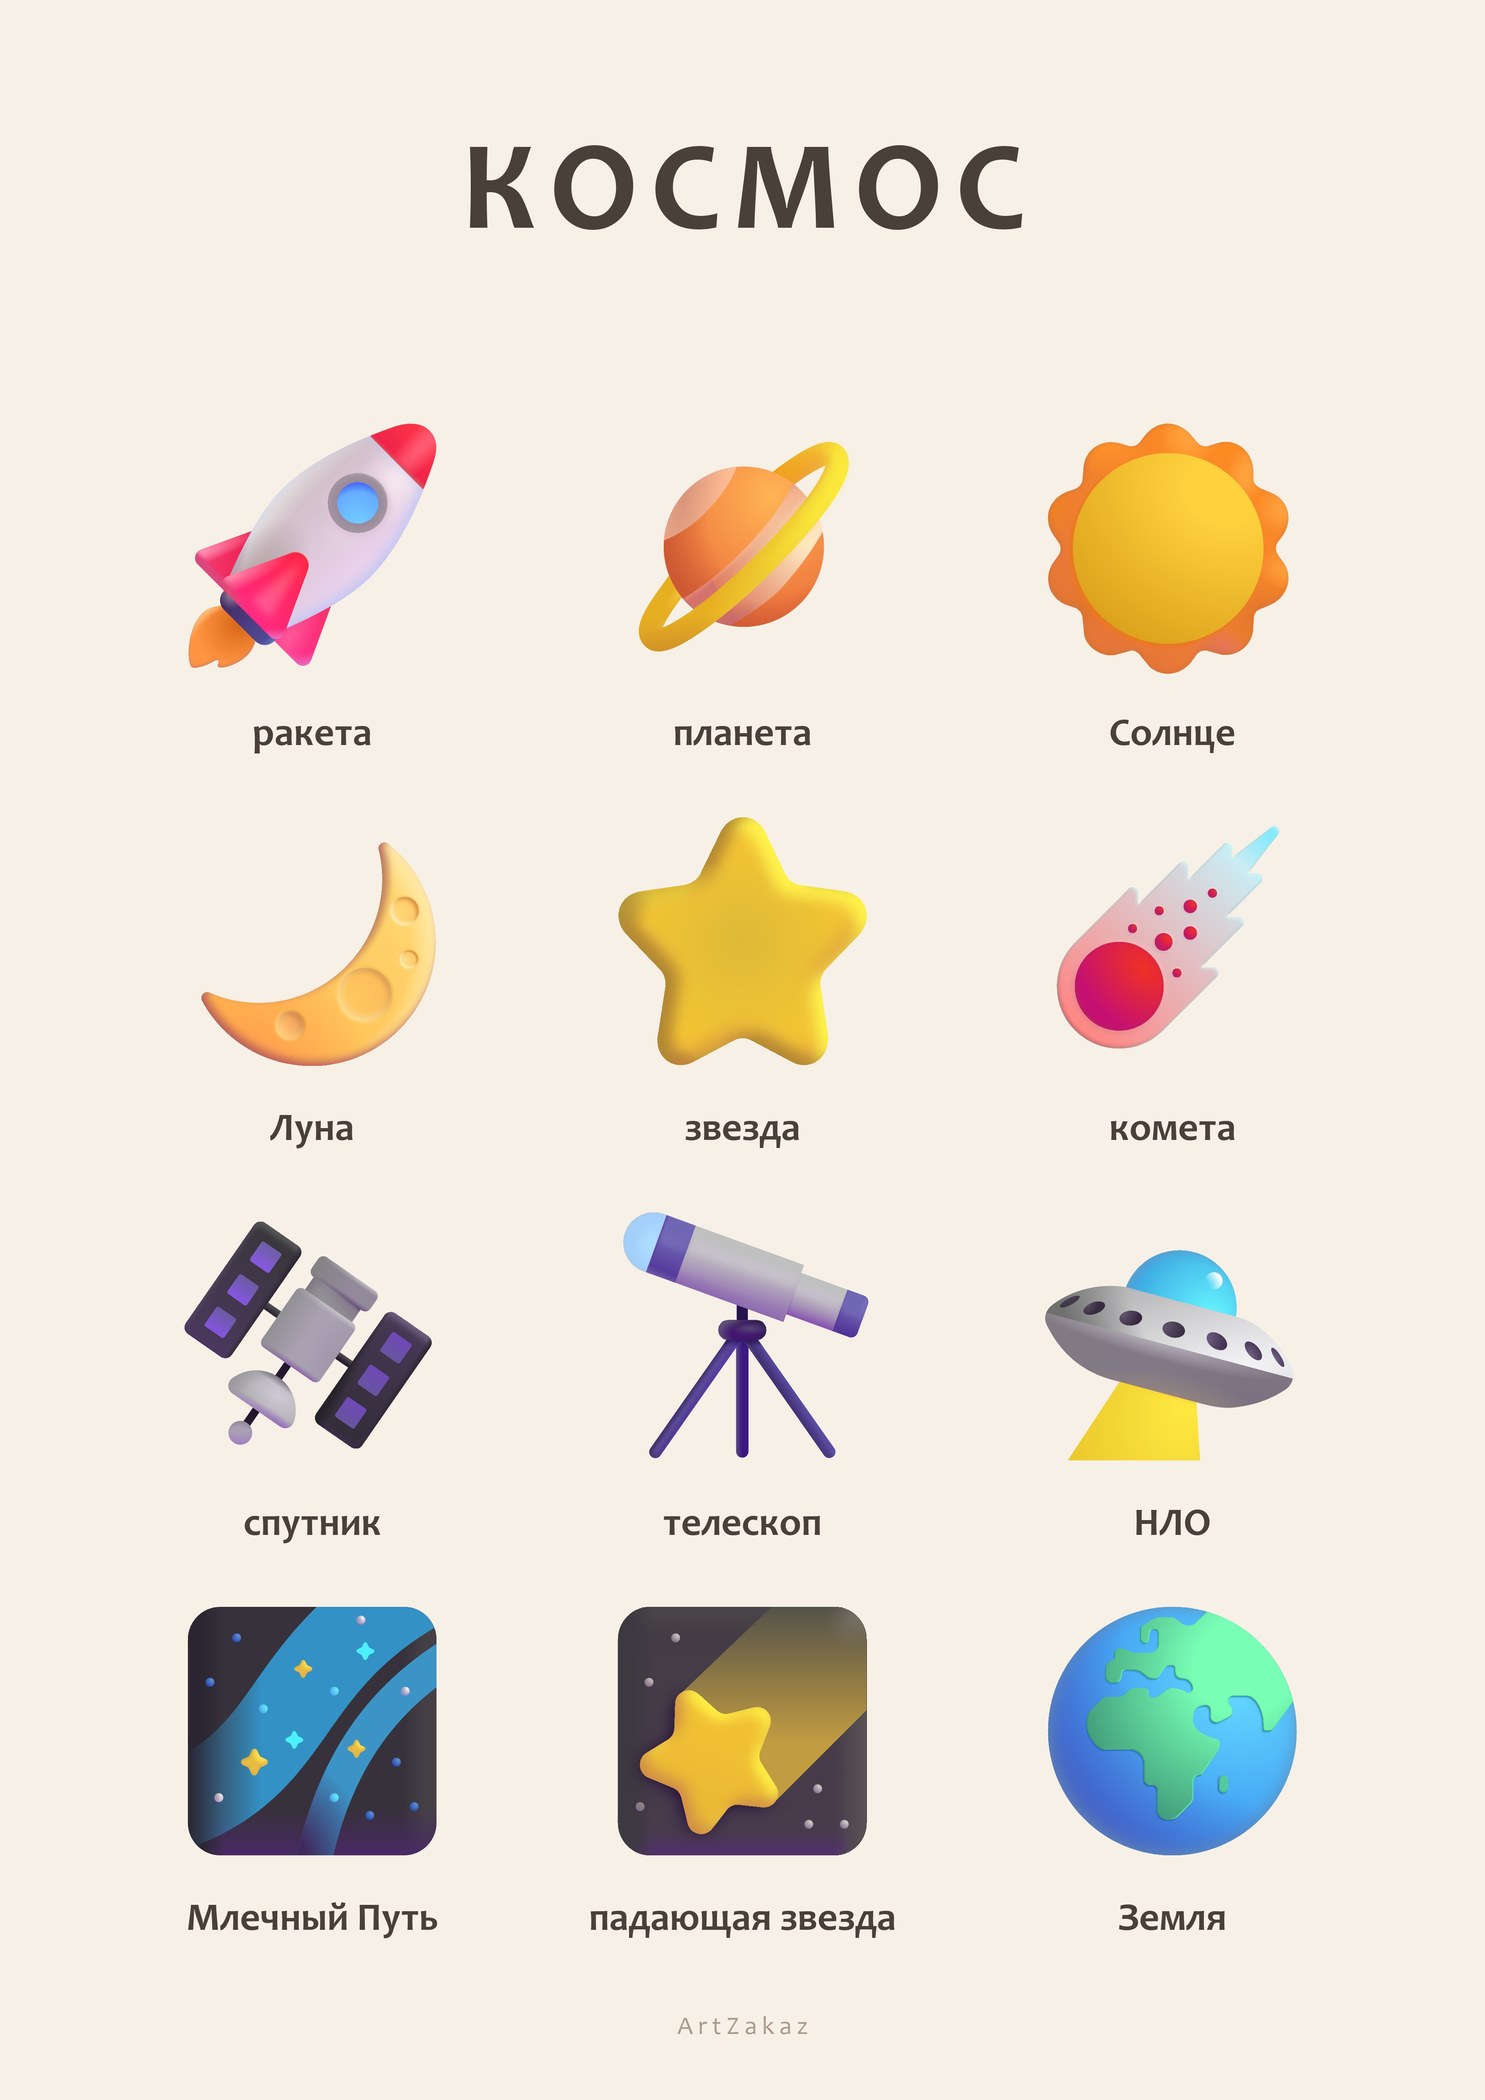 КОСМОС
ракета
планета
Солнце
Луна
звезда
комета
спутник
телескоп
НЛО
Млечный Путь
падающая звезда
Земля
ArtZakaz